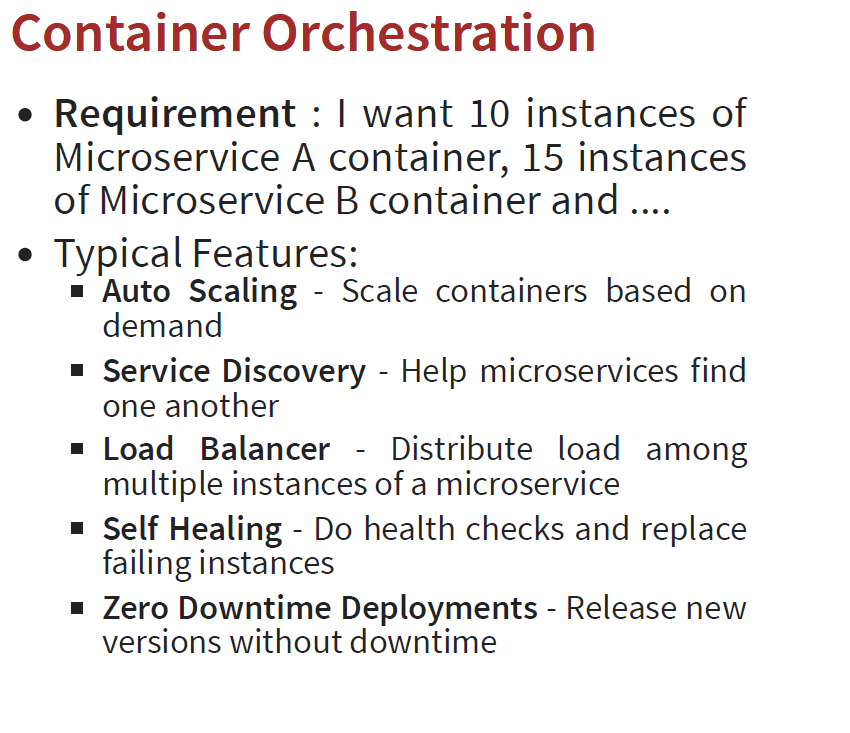 Container Orchestration
• Requirement : I want 10 instances of
Microservice A container, 15 instances
of Microservice B container and ....
• Typical Features:
▪ Auto Scaling - Scale containers based on
demand
▪ Service Discovery - Help microservices find
one another
▪ Load Balancer - Distribute load among
multiple instances of a microservice
▪ Self Healing - Do health checks and replace
failing instances
▪ Zero Downtime Deployments - Release new
versions without downtime